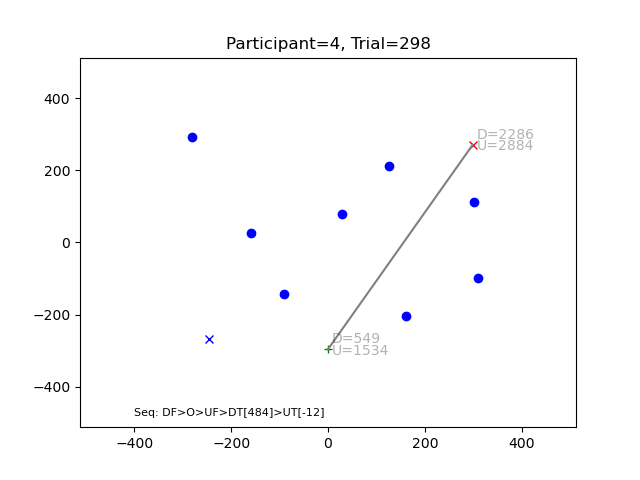 Participant=4, Trial=298
400
200
0
−200
−400
D=2286
U=2884
D=549
U=1534
Seq: DF>O>UF>DT[484]>UT[-12]
−400 −200 0 200 400